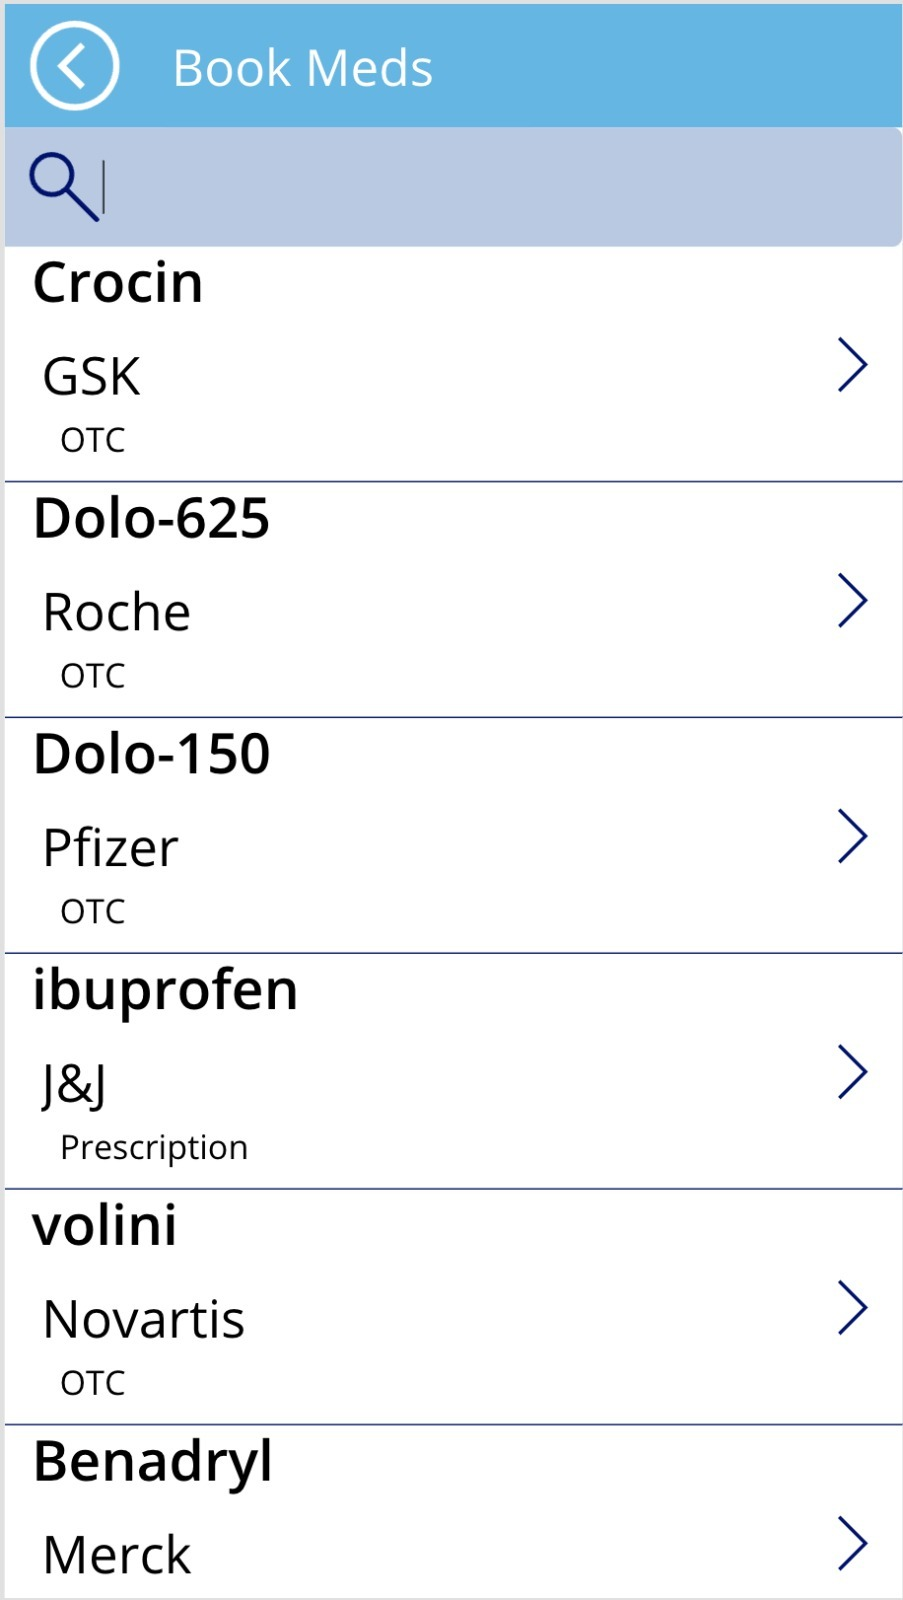 Book Meds
Crocin
GSK
OTC
Dolo-625
Roche
OTC
Dolo-150
Pfizer
OTC
ibuprofen
J&J
Prescription
volini
Novartis
OTC
Benadryl
Merck